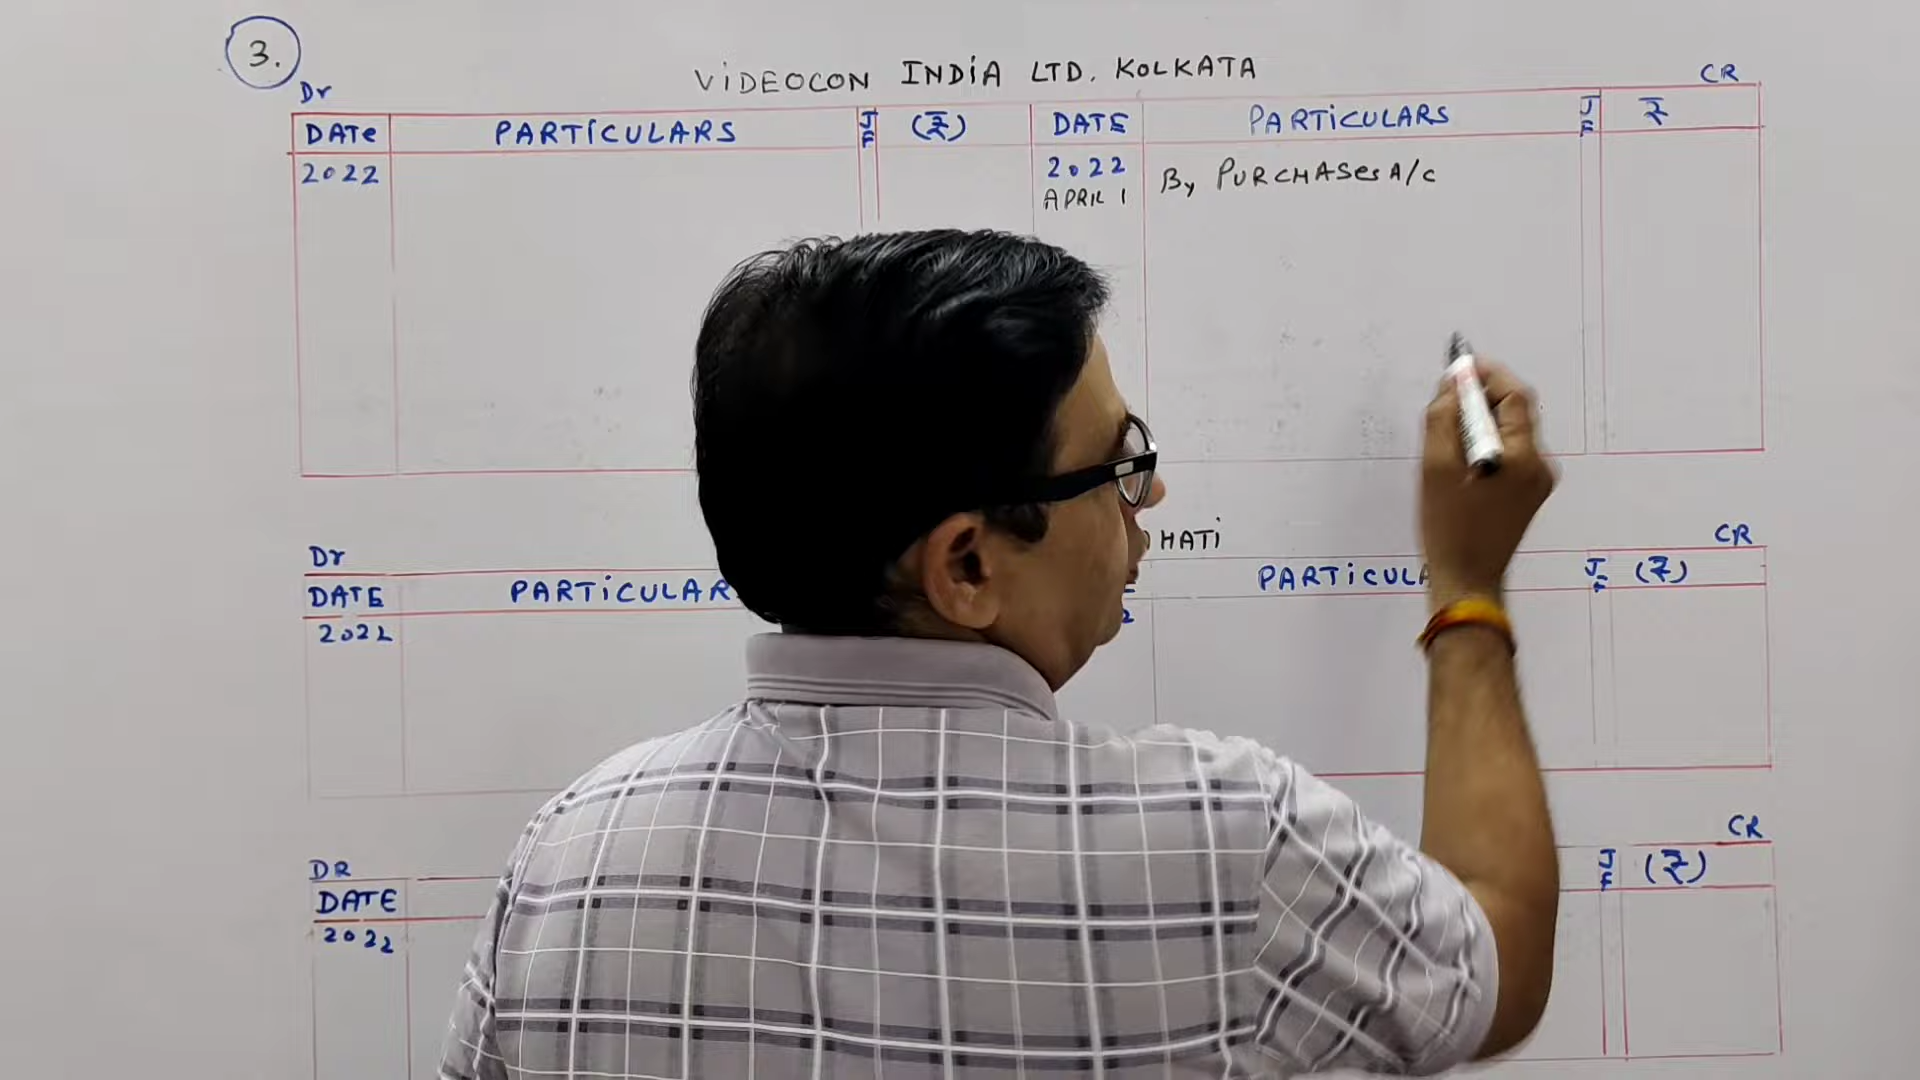 3.
VIDEOCON INDIA LTD. KOLKATA
Dr CR
DATE PARTICULARS JF (₹) DATE PARTICULARS JF ₹
2022 2022 By PURCHASES A/C
APRIL 1
HATI
Dr CR
DATE PARTICULAR PARTICULA JF (₹)
2022 2
CR
DR JF (₹)
DATE
2022